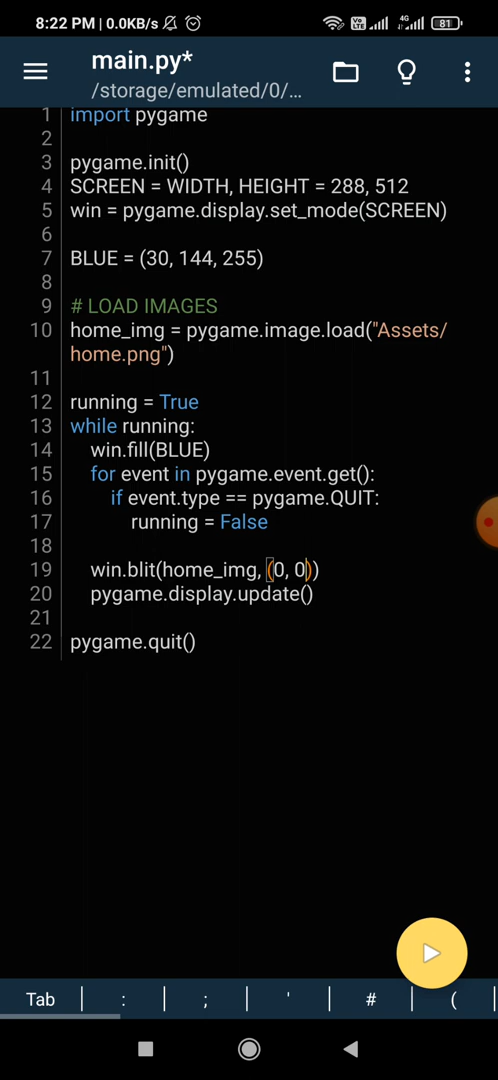 8:22 PM | 0.0KB/s Vo LTE 4G 81
main.py*
/storage/emulated/0/...
1 import pygame
2
3 pygame.init()
4 SCREEN = WIDTH, HEIGHT = 288, 512
5 win = pygame.display.set_mode(SCREEN)
6
7 BLUE = (30, 144, 255)
8
9 # LOAD IMAGES
10 home_img = pygame.image.load("Assets/
home.png")
11
12 running = True
13 while running:
14 win.fill(BLUE)
15 for event in pygame.event.get():
16 if event.type == pygame.QUIT:
17 running = False
18
19 win.blit(home_img, (0, 0))
20 pygame.display.update()
21
22 pygame.quit()
Tab | : | ; | ' | # | ( |